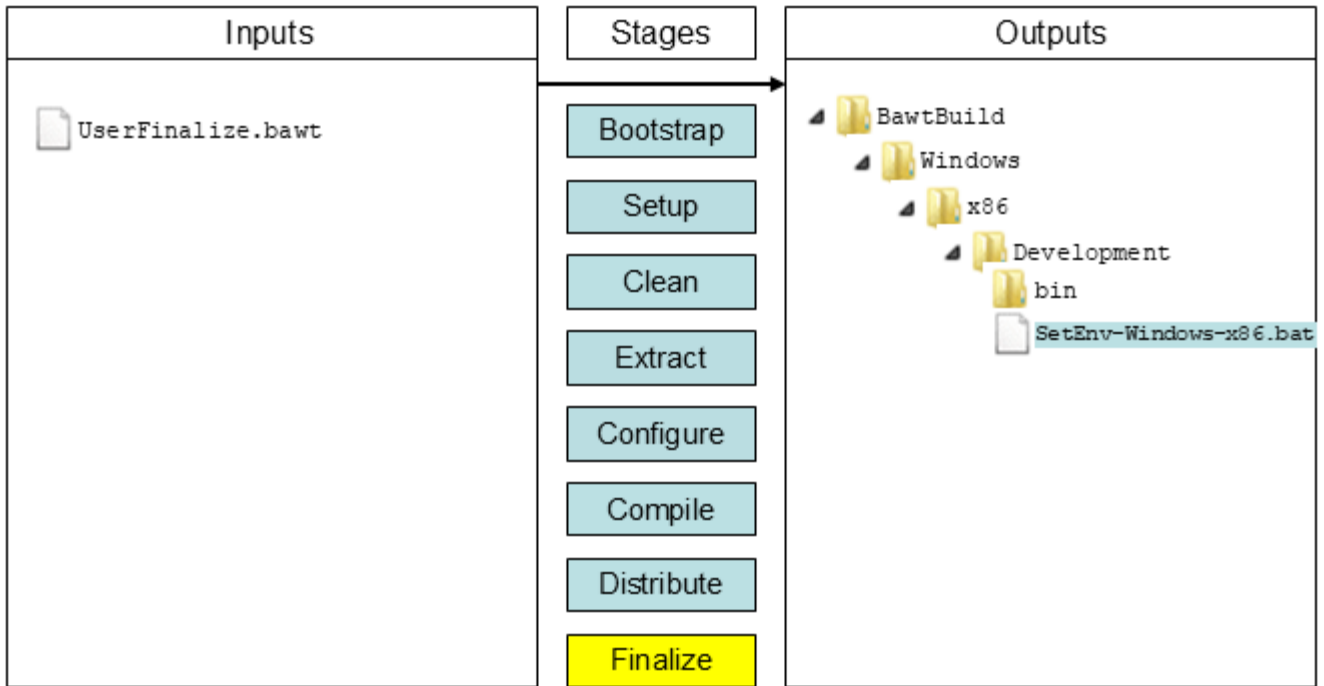 Inputs
Stages
Outputs
UserFinalize.bawt
Bootstrap
Setup
Clean
Extract
Configure
Compile
Distribute
Finalize
BawtBuild
Windows
x86
Development
bin
SetEnv-Windows-x86.bat